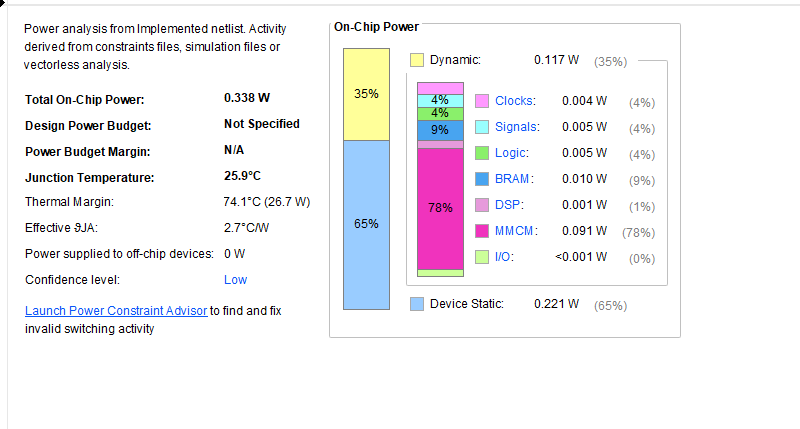 Power analysis from Implemented netlist. Activity
derived from constraints files, simulation files or
vectorless analysis.
Total On-Chip Power: 0.338 W
Design Power Budget: Not Specified
Power Budget Margin: N/A
Junction Temperature: 25.9°C
Thermal Margin: 74.1°C (26.7 W)
Effective ϑJA: 2.7°C/W
Power supplied to off-chip devices: 0 W
Confidence level: Low
Launch Power Constraint Advisor to find and fix
invalid switching activity
On-Chip Power
35%
65%
Dynamic: 0.117 W (35%)
4%
4%
9%
78%
Clocks: 0.004 W (4%)
Signals: 0.005 W (4%)
Logic: 0.005 W (4%)
BRAM: 0.010 W (9%)
DSP: 0.001 W (1%)
MMCM: 0.091 W (78%)
I/O: <0.001 W (0%)
Device Static: 0.221 W (65%)